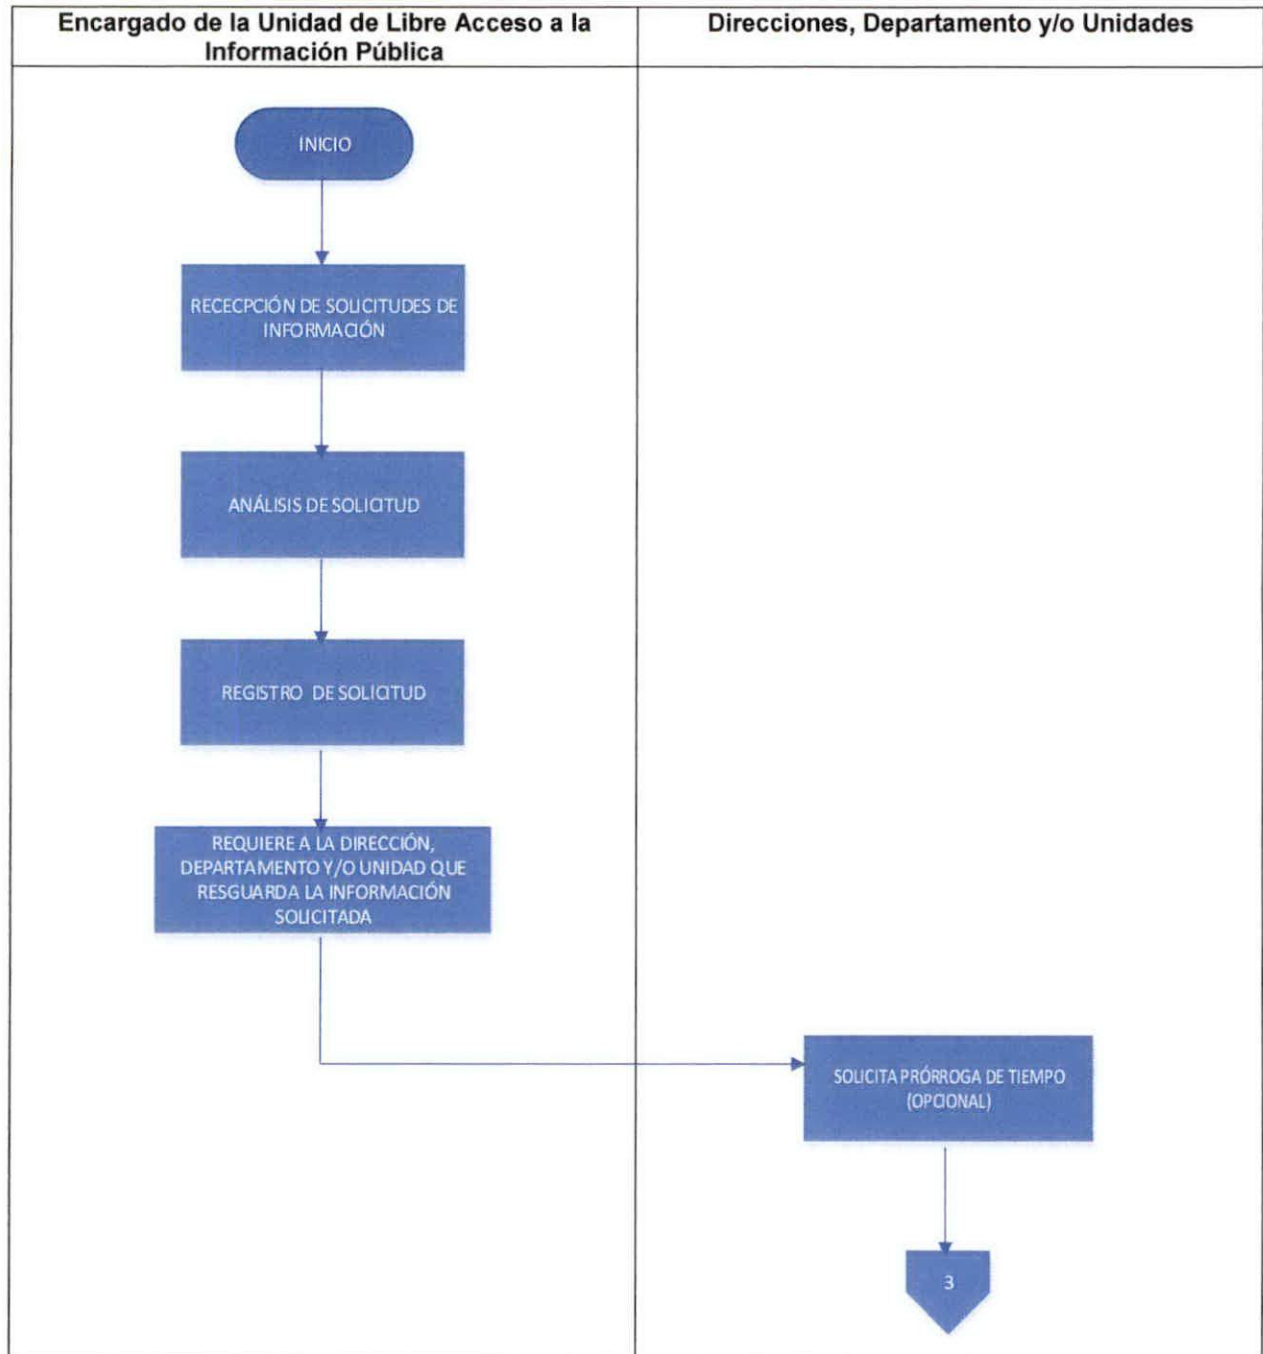 Encargado de la Unidad de Libre Acceso a la
Información Pública
Direcciones, Departamento y/o Unidades
INICIO
RECECPCIÓN DE SOLICITUDES DE
INFORMACIÓN
ANÁLISIS DE SOLICITUD
REGISTRO DE SOLICITUD
REQUIERE A LA DIRECCIÓN,
DEPARTAMENTO Y/O UNIDAD QUE
RESGUARDA LA INFORMACIÓN
SOLICITADA
SOLICITA PRÓRROGA DE TIEMPO
(OPCIONAL)
3